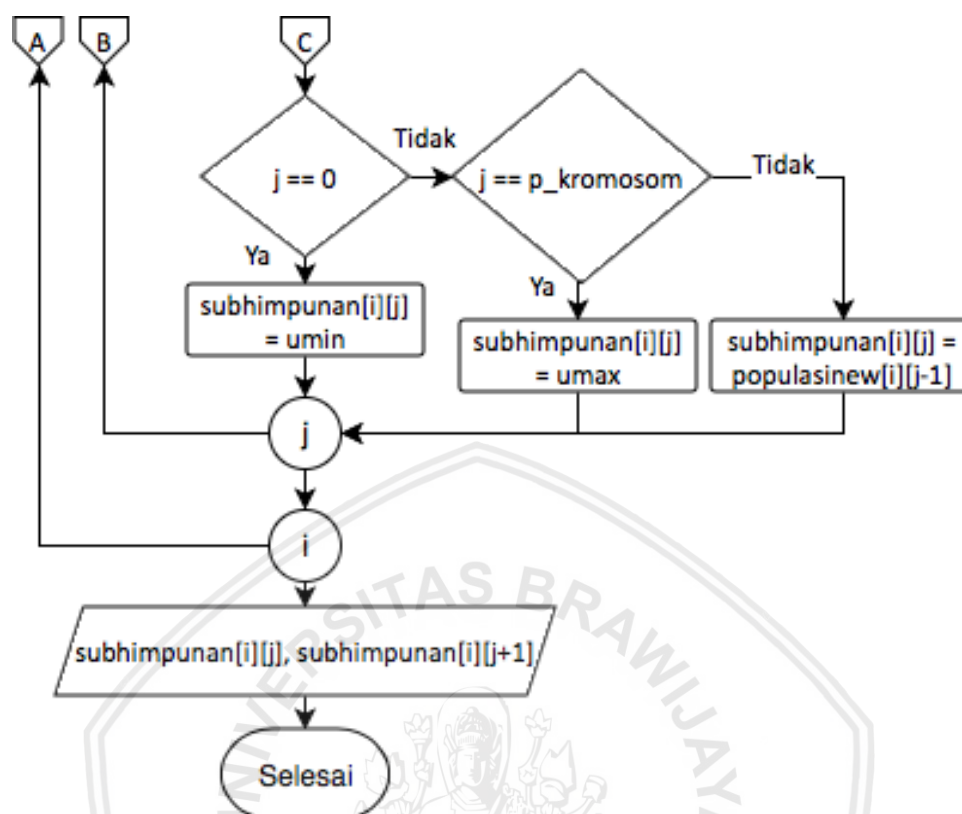 A
B
C
j == 0
Tidak
j == p_kromosom
Tidak
Ya
subhimpunan[i][j]
= umin
Ya
subhimpunan[i][j]
= umax
subhimpunan[i][j] =
populasinew[i][j-1]
j
i
subhimpunan[i][j], subhimpunan[i][j+1]
Selesai
UNIVERSITAS BRAWIJAYA